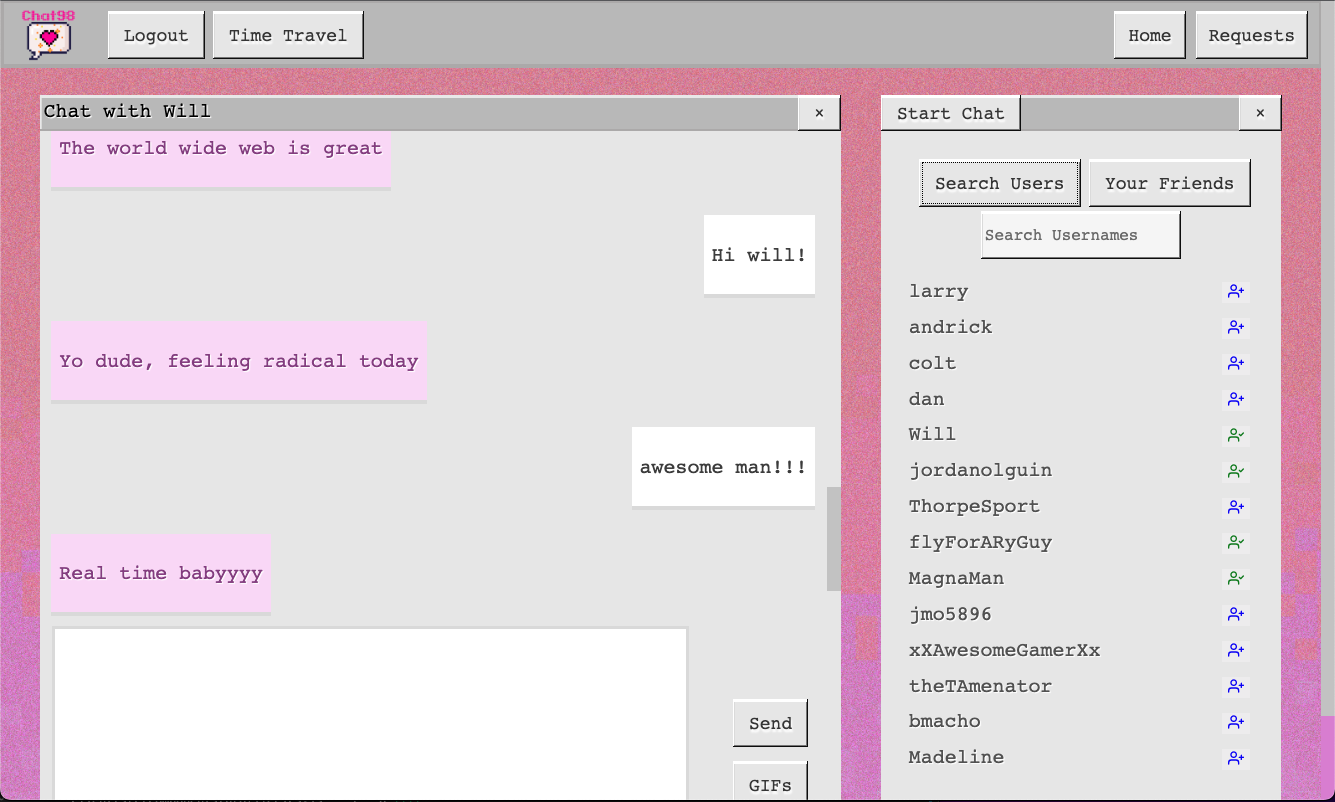 Chat98
Logout
Time Travel
Home
Requests
Chat with Will
×
The world wide web is great
Hi will!
Yo dude, feeling radical today
awesome man!!!
Real time babyyyy
Send
GIFs
Start Chat
×
Search Users
Your Friends
Search Usernames
larry
andrick
colt
dan
Will
jordanolguin
ThorpeSport
flyForARyGuy
MagnaMan
jmo5896
xXAwesomeGamerXx
theTAmenator
bmacho
Madeline